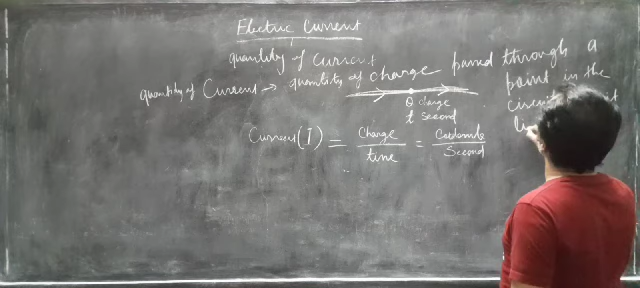 Electric Current
quantity of current
quantity of Current → quantity of charge passed through a
point in the
Q charge
t second
Current (I) = Charge / time = Coulomb / Second